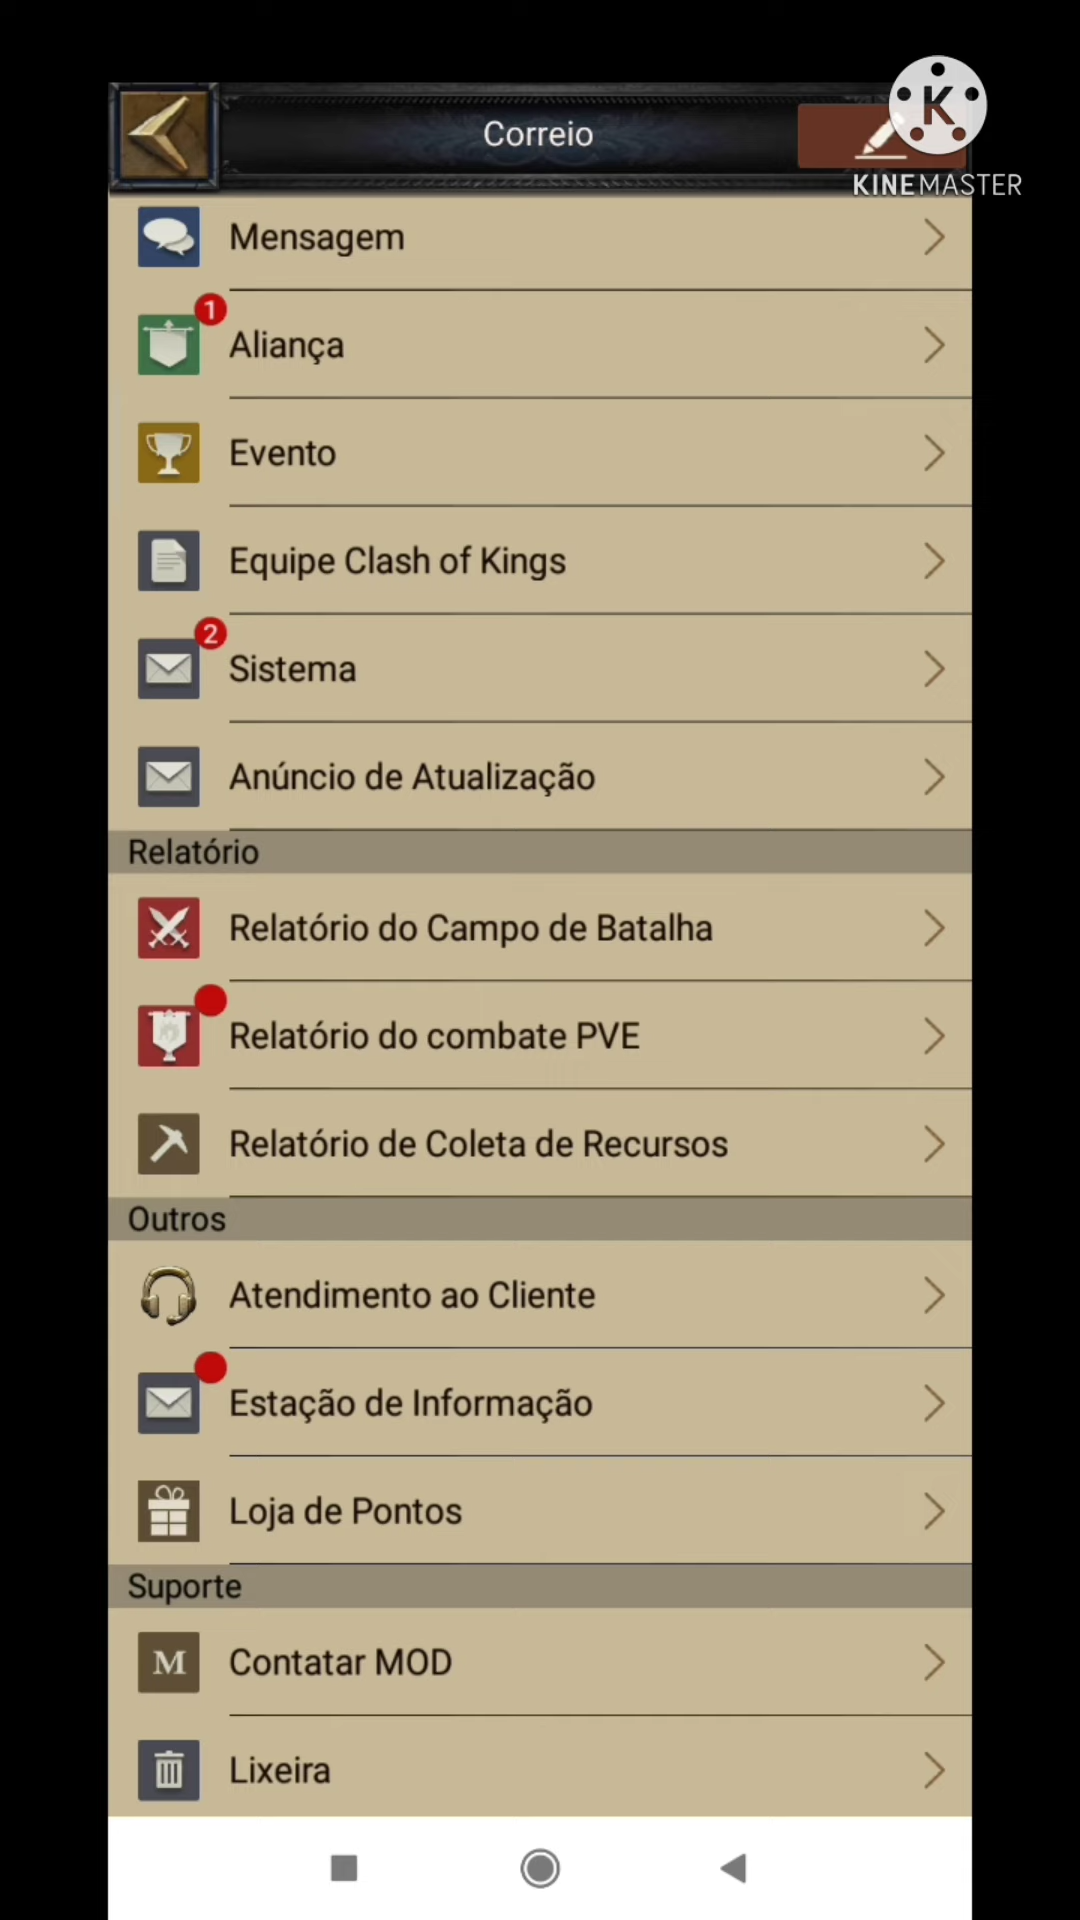 Correio
K
KINEMASTER
Mensagem
1
Aliança
Evento
Equipe Clash of Kings
2
Sistema
Anúncio de Atualização
Relatório
Relatório do Campo de Batalha
Relatório do combate PVE
Relatório de Coleta de Recursos
Outros
Atendimento ao Cliente
Estação de Informação
Loja de Pontos
Suporte
M
Contatar MOD
Lixeira